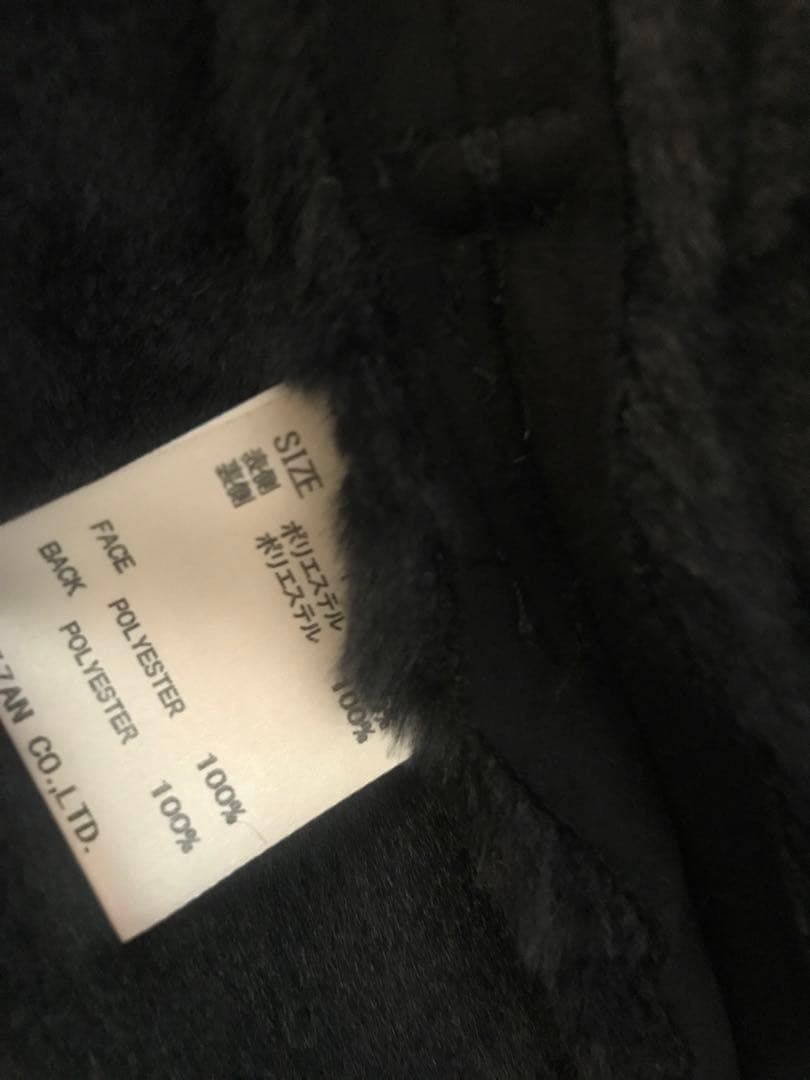 SIZE
表側 ポリエステル
裏側 ポリエステル 100%
FACE POLYESTER 100%
BACK POLYESTER 100%
CO.,LTD.